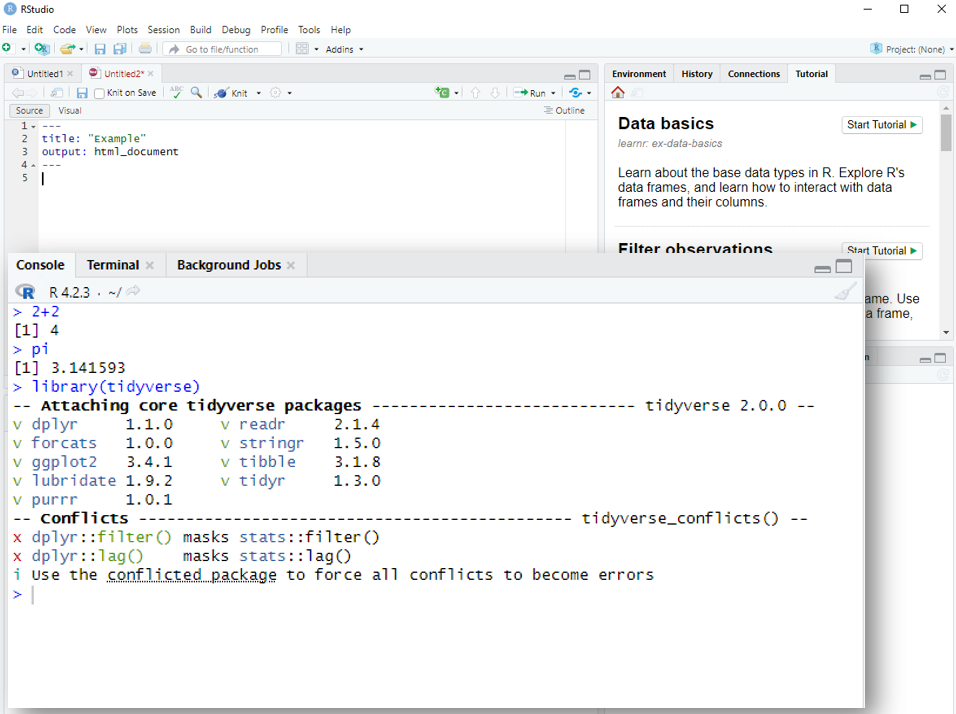 RStudio
File Edit Code View Plots Session Build Debug Profile Tools Help
Go to file/function Addins Project: (None)
Untitled1 Untitled2*
Knit on Save ABC Knit Run
Source Visual Outline
1 ---
2 title: "Example"
3 output: html_document
4 ---
5
Environment History Connections Tutorial
Data basics Start Tutorial
learnr: ex-data-basics
Learn about the base data types in R. Explore R's
data frames, and learn how to interact with data
frames and their columns.
Filter observations Start Tutorial
ame. Use
a frame,
Console Terminal Background Jobs
R 4.2.3 · ~/
> 2+2
[1] 4
> pi
[1] 3.141593
> library(tidyverse)
-- Attaching core tidyverse packages ---------------------------- tidyverse 2.0.0 --
v dplyr 1.1.0 v readr 2.1.4
v forcats 1.0.0 v stringr 1.5.0
v ggplot2 3.4.1 v tibble 3.1.8
v lubridate 1.9.2 v tidyr 1.3.0
v purrr 1.0.1
-- Conflicts ---------------------------------------------- tidyverse_conflicts() --
x dplyr::filter() masks stats::filter()
x dplyr::lag() masks stats::lag()
i Use the conflicted package to force all conflicts to become errors
>